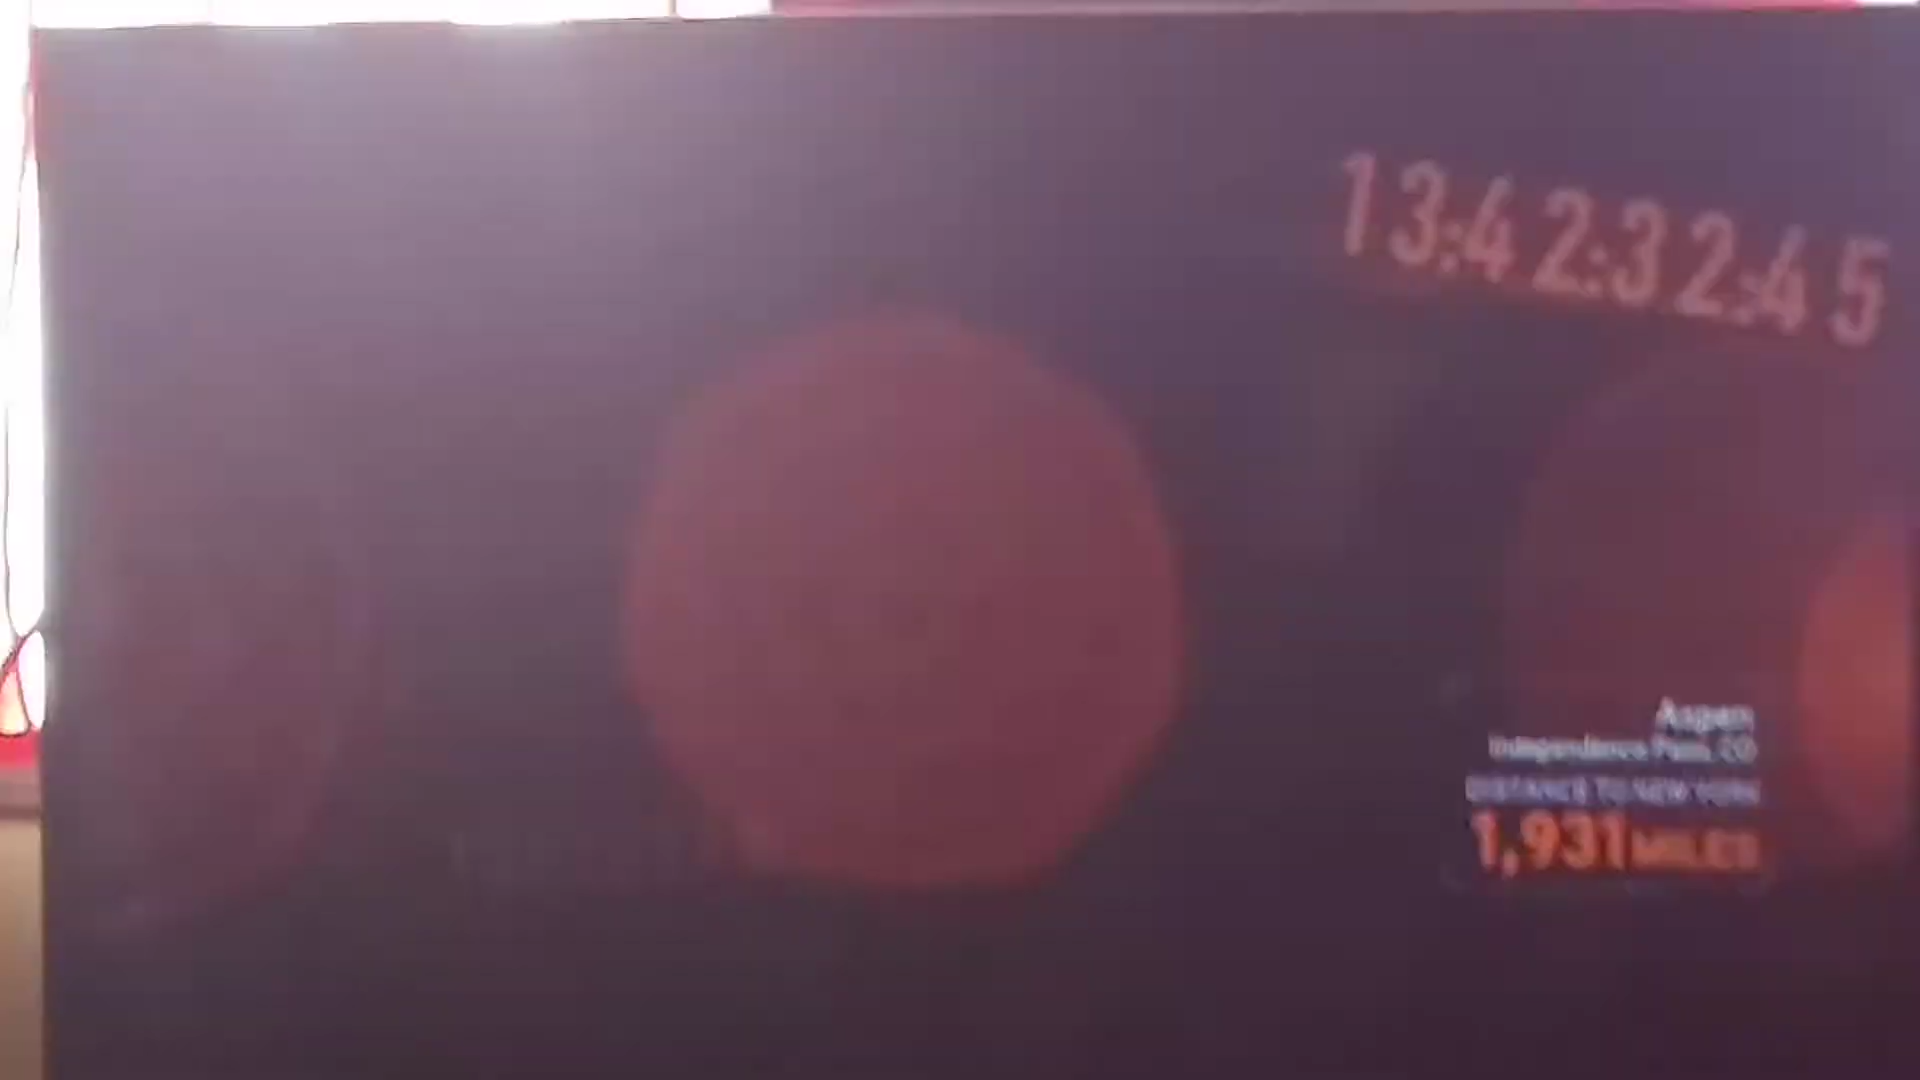 13:42:32:45
Aspen
Independence Pass, CO
DISTANCE TO NEW YORK
1,931 MILES